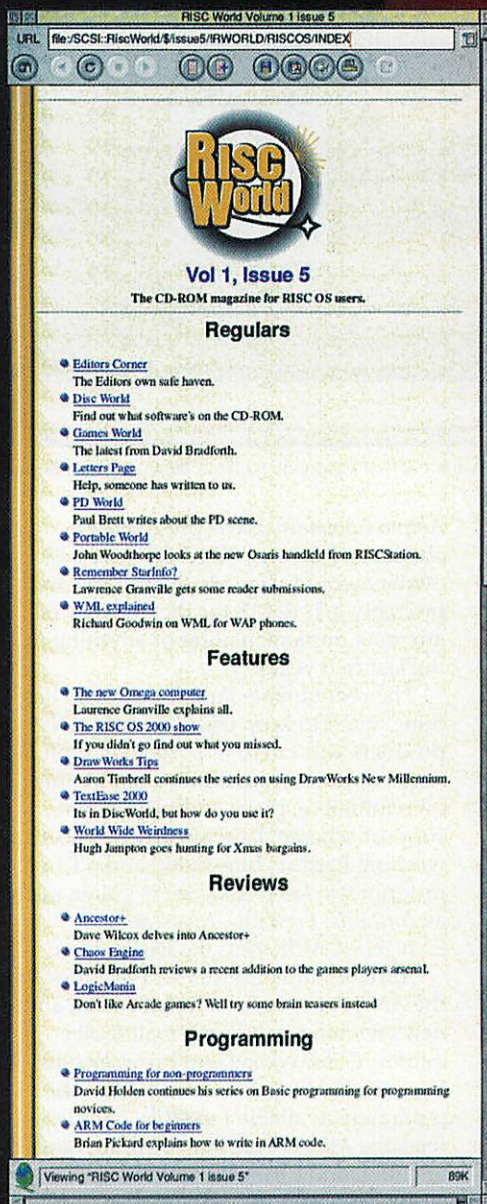 RISC World Volume 1 issue 5
URL file:/SCSI::RiscWorld/$/issue5/!RWORLD/RISCOS/INDEX
RISC
World
Vol 1, Issue 5
The CD-ROM magazine for RISC OS users.
Regulars
Editors Corner
The Editors own safe haven.
Disc World
Find out what software's on the CD-ROM.
Games World
The latest from David Bradforth.
Letters Page
Help, someone has written to us.
PD World
Paul Brett writes about the PD scene.
Portable World
John Woodthorpe looks at the new Osaris handleld from RISCStation.
Remember StarInfo?
Lawrence Granville gets some reader submissions.
WML explained
Richard Goodwin on WML for WAP phones.
Features
The new Omega computer
Laurence Granville explains all.
The RISC OS 2000 show
If you didn't go find out what you missed.
DrawWorks Tips
Aaron Timbrell continues the series on using DrawWorks New Millennium.
TextEase 2000
Its in DiscWorld, but how do you use it?
World Wide Weirdness
Hugh Jampton goes hunting for Xmas bargains.
Reviews
Ancestor+
Dave Wilcox delves into Ancestor+
Chaos Engine
David Bradforth reviews a recent addition to the games players arsenal.
LogicMania
Don't like Arcade games? Well try some brain teasers instead
Programming
Programming for non-programmers
David Holden continues his series on Basic programming for programming
novices.
ARM Code for beginners
Brian Pickard explains how to write in ARM code.
Viewing "RISC World Volume 1 issue 5" 89K